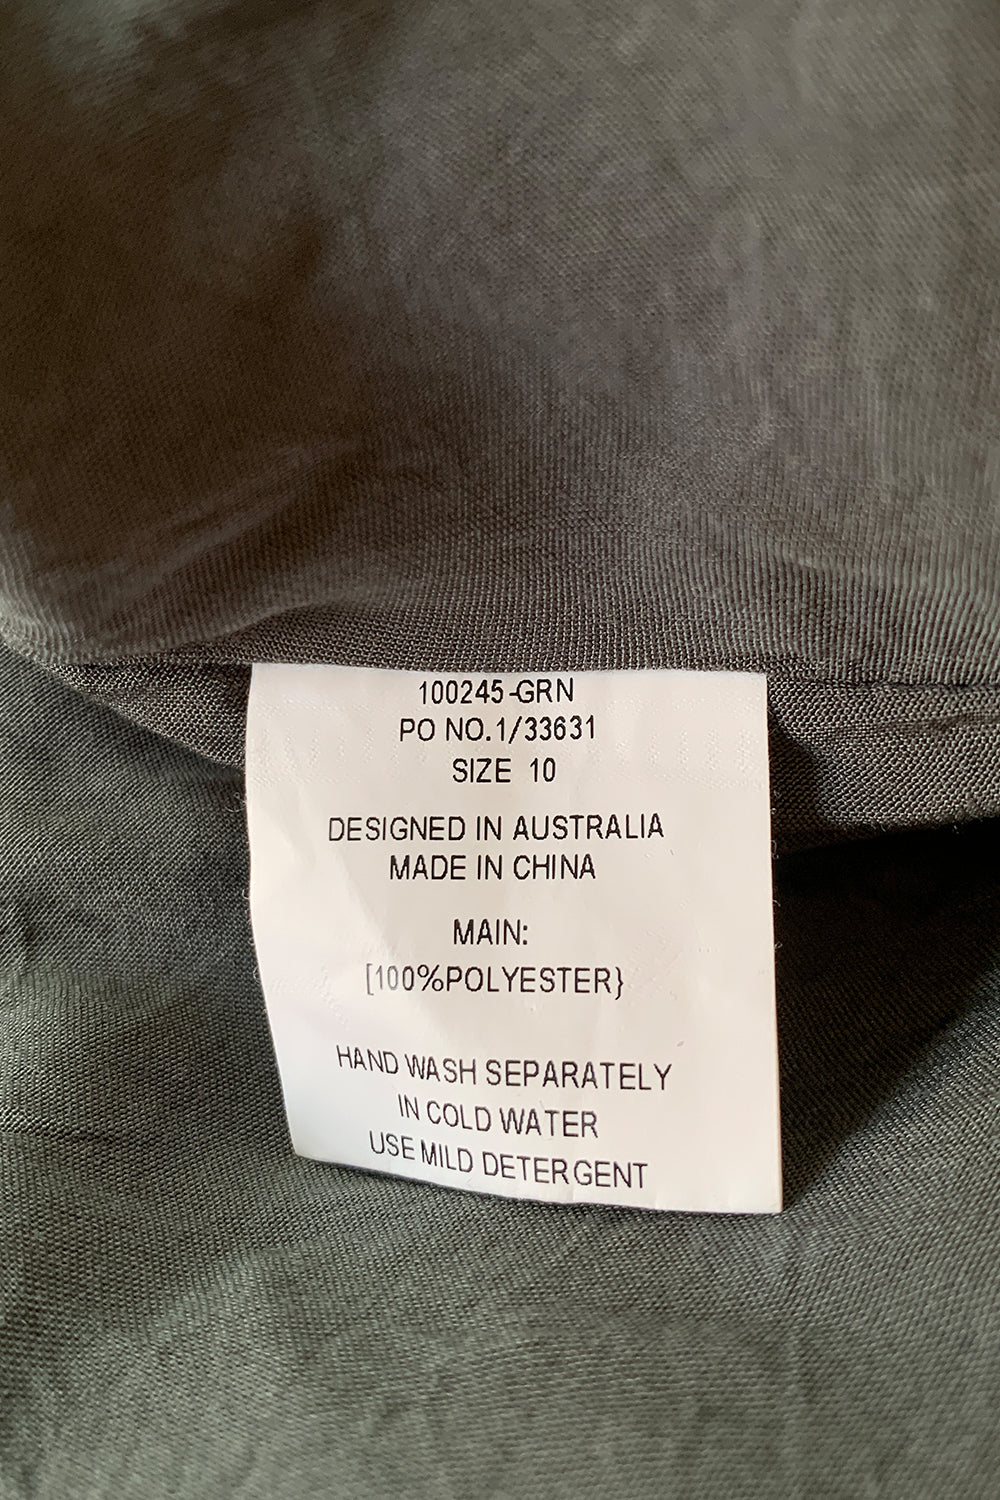 100245-GRN
PO NO.1/33631
SIZE 10
DESIGNED IN AUSTRALIA
MADE IN CHINA
MAIN:
[100%POLYESTER}
HAND WASH SEPARATELY
IN COLD WATER
USE MILD DETERGENT